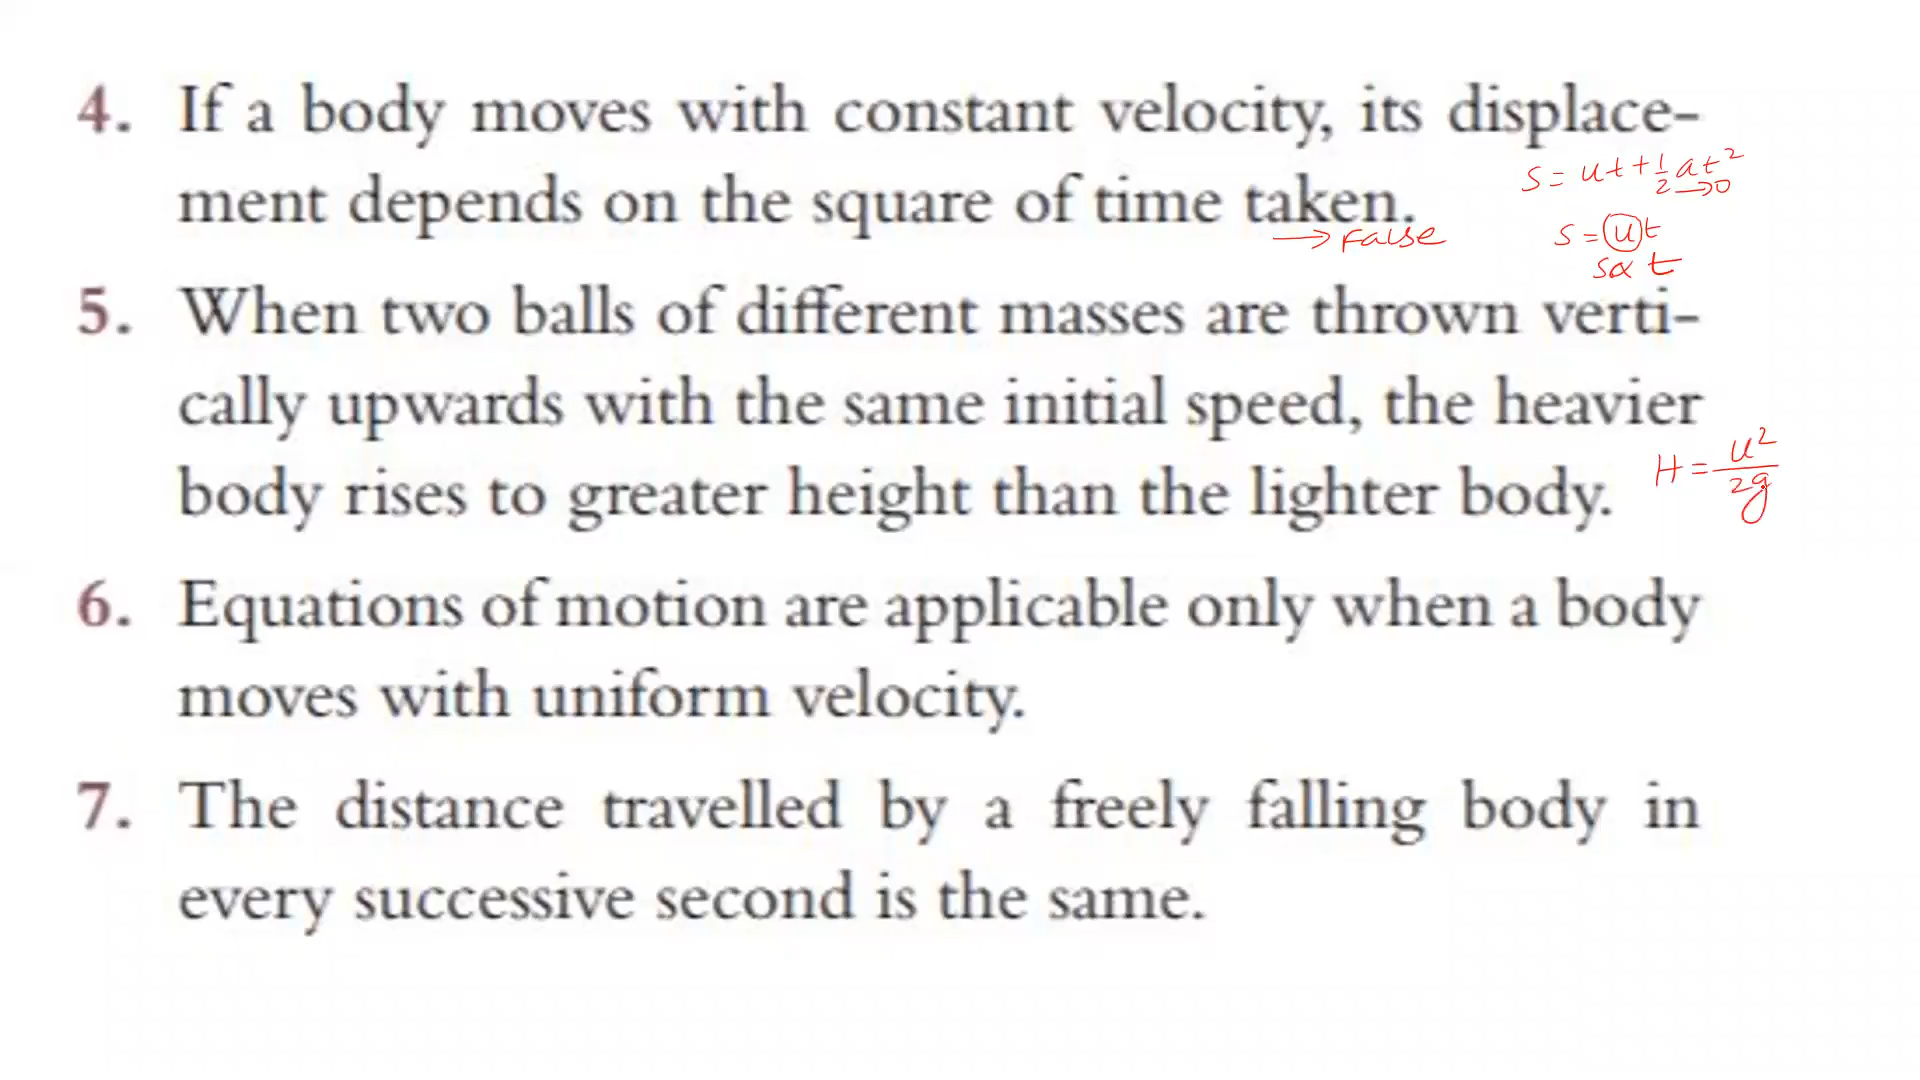 4. If a body moves with constant velocity, its displace-
S = ut + 1/2 at² → 0
ment depends on the square of time taken.
→ False
S = ut
S ∝ t
5. When two balls of different masses are thrown verti-
cally upwards with the same initial speed, the heavier
body rises to greater height than the lighter body.
H = u²/2g
6. Equations of motion are applicable only when a body
moves with uniform velocity.
7. The distance travelled by a freely falling body in
every successive second is the same.